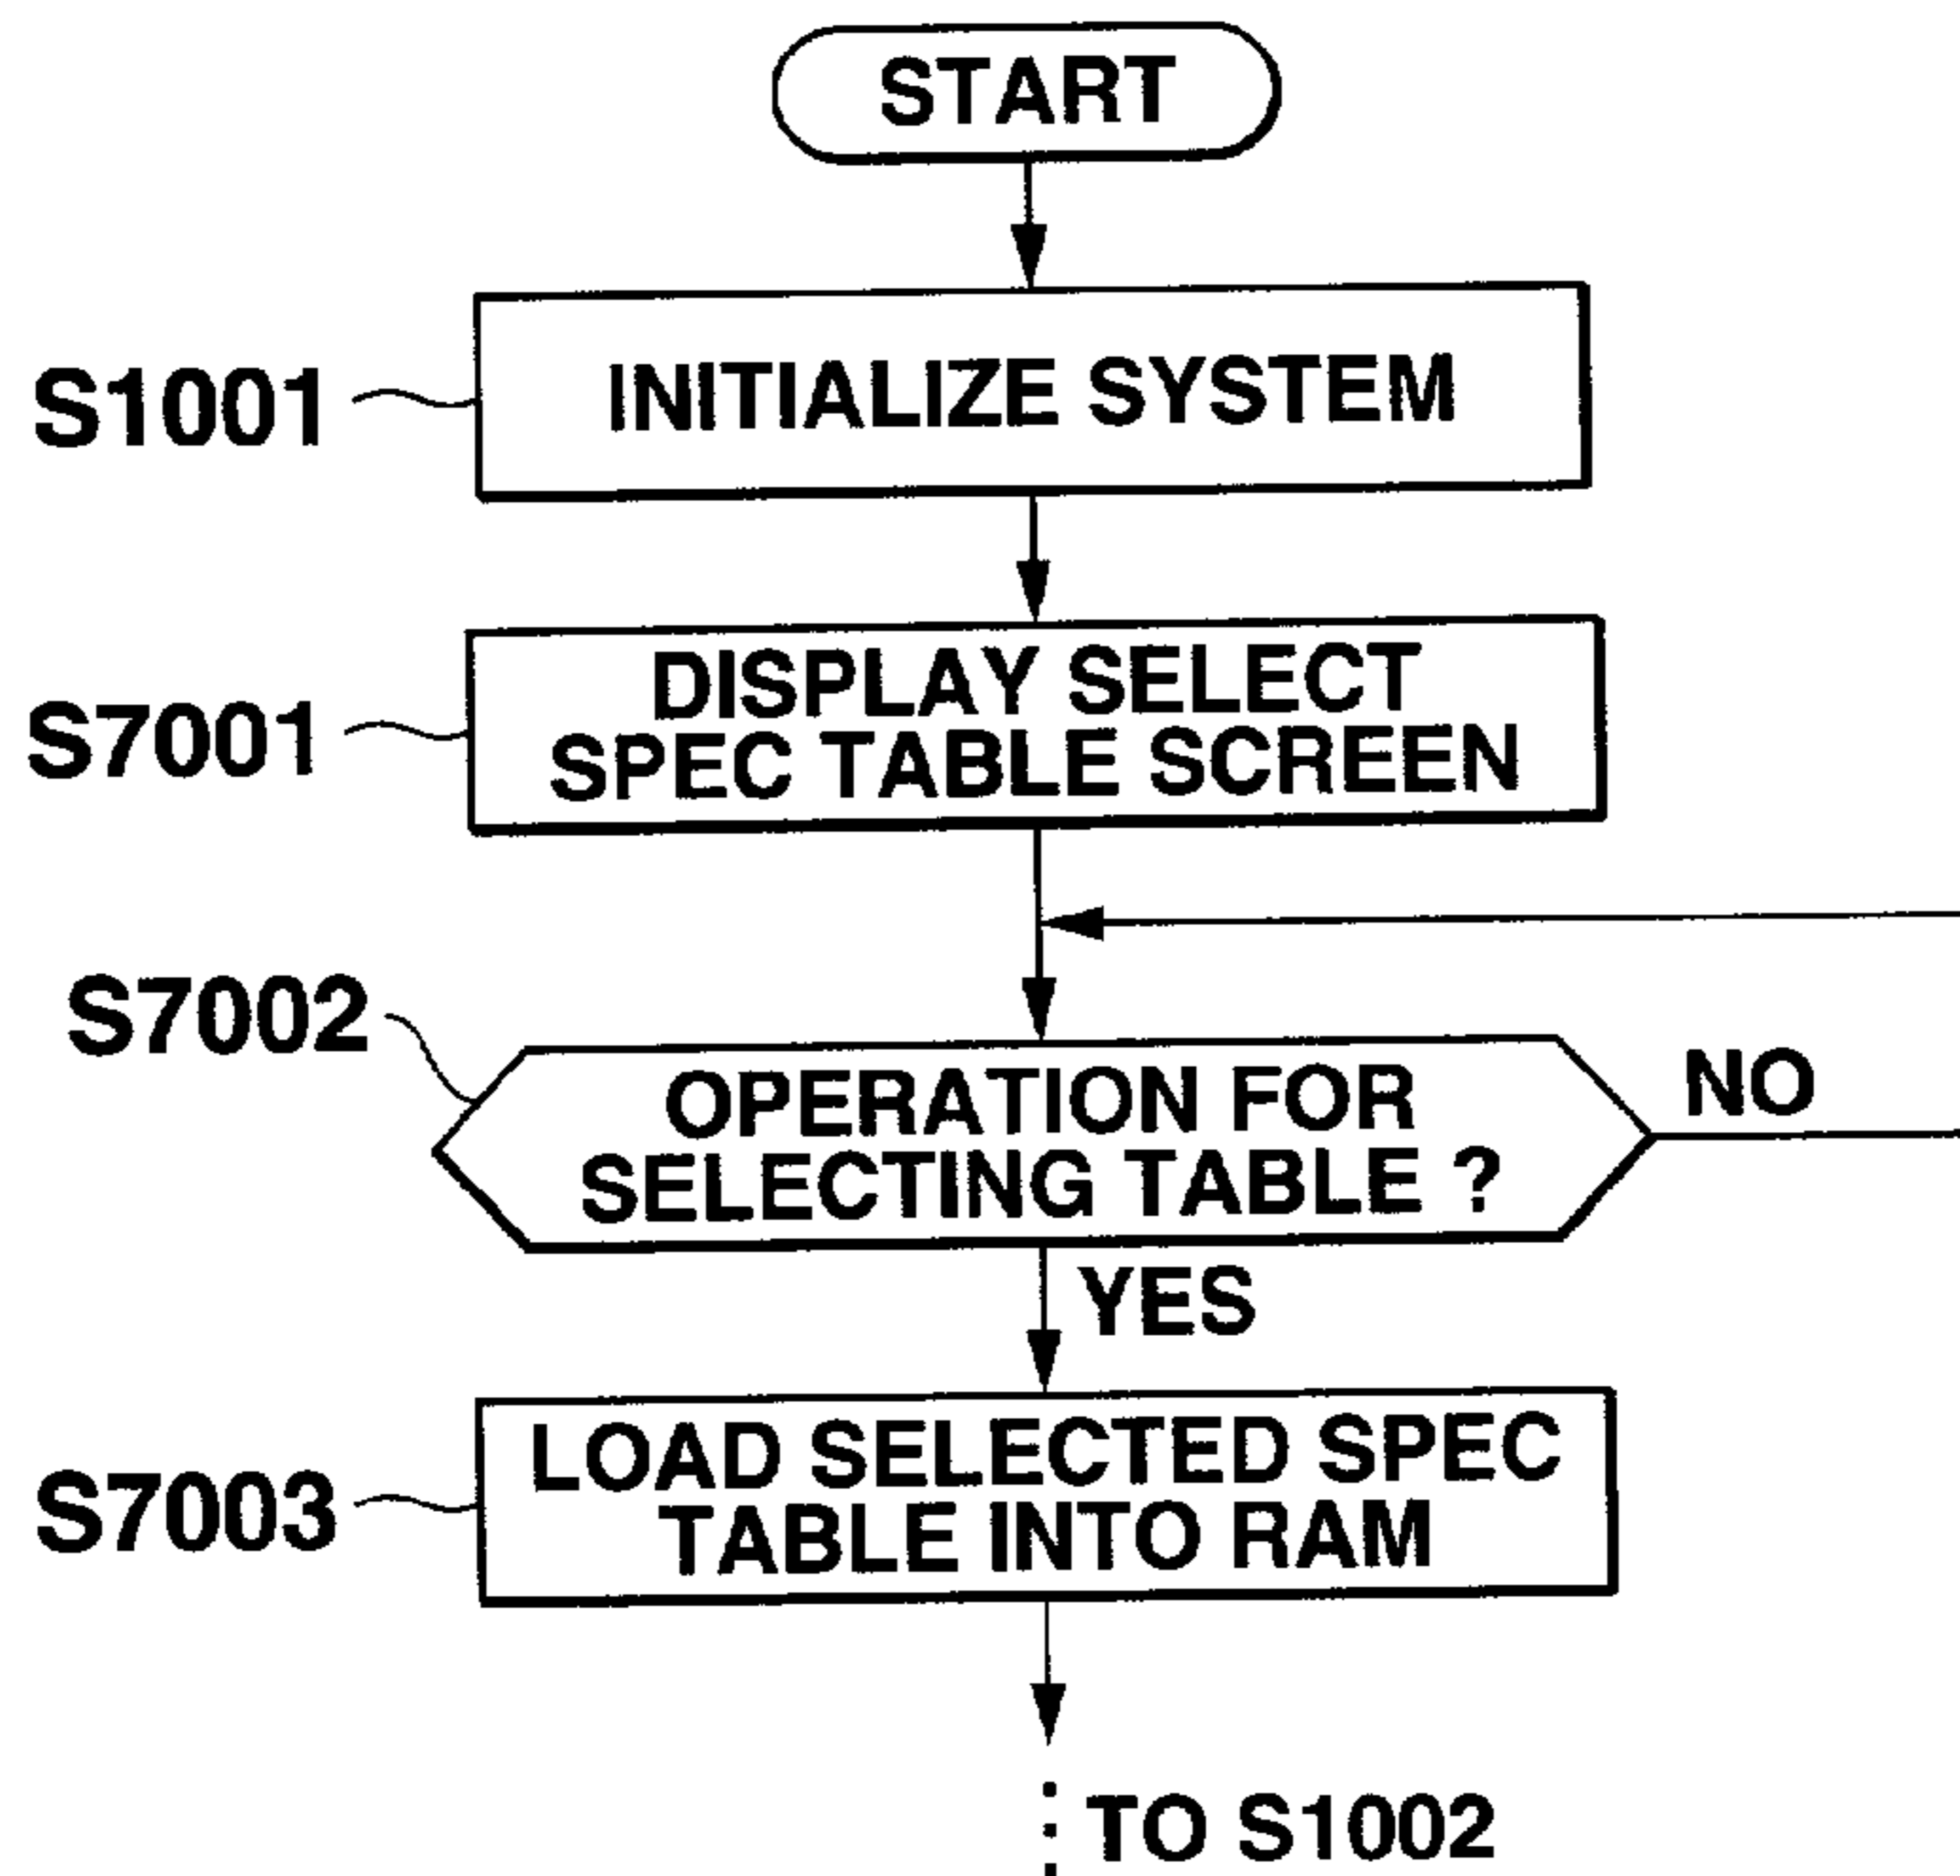 START
S1001
INITIALIZE SYSTEM
S7001
DISPLAY SELECT
SPEC TABLE SCREEN
S7002
OPERATION FOR
SELECTING TABLE ?
NO
YES
S7003
LOAD SELECTED SPEC
TABLE INTO RAM
TO S1002